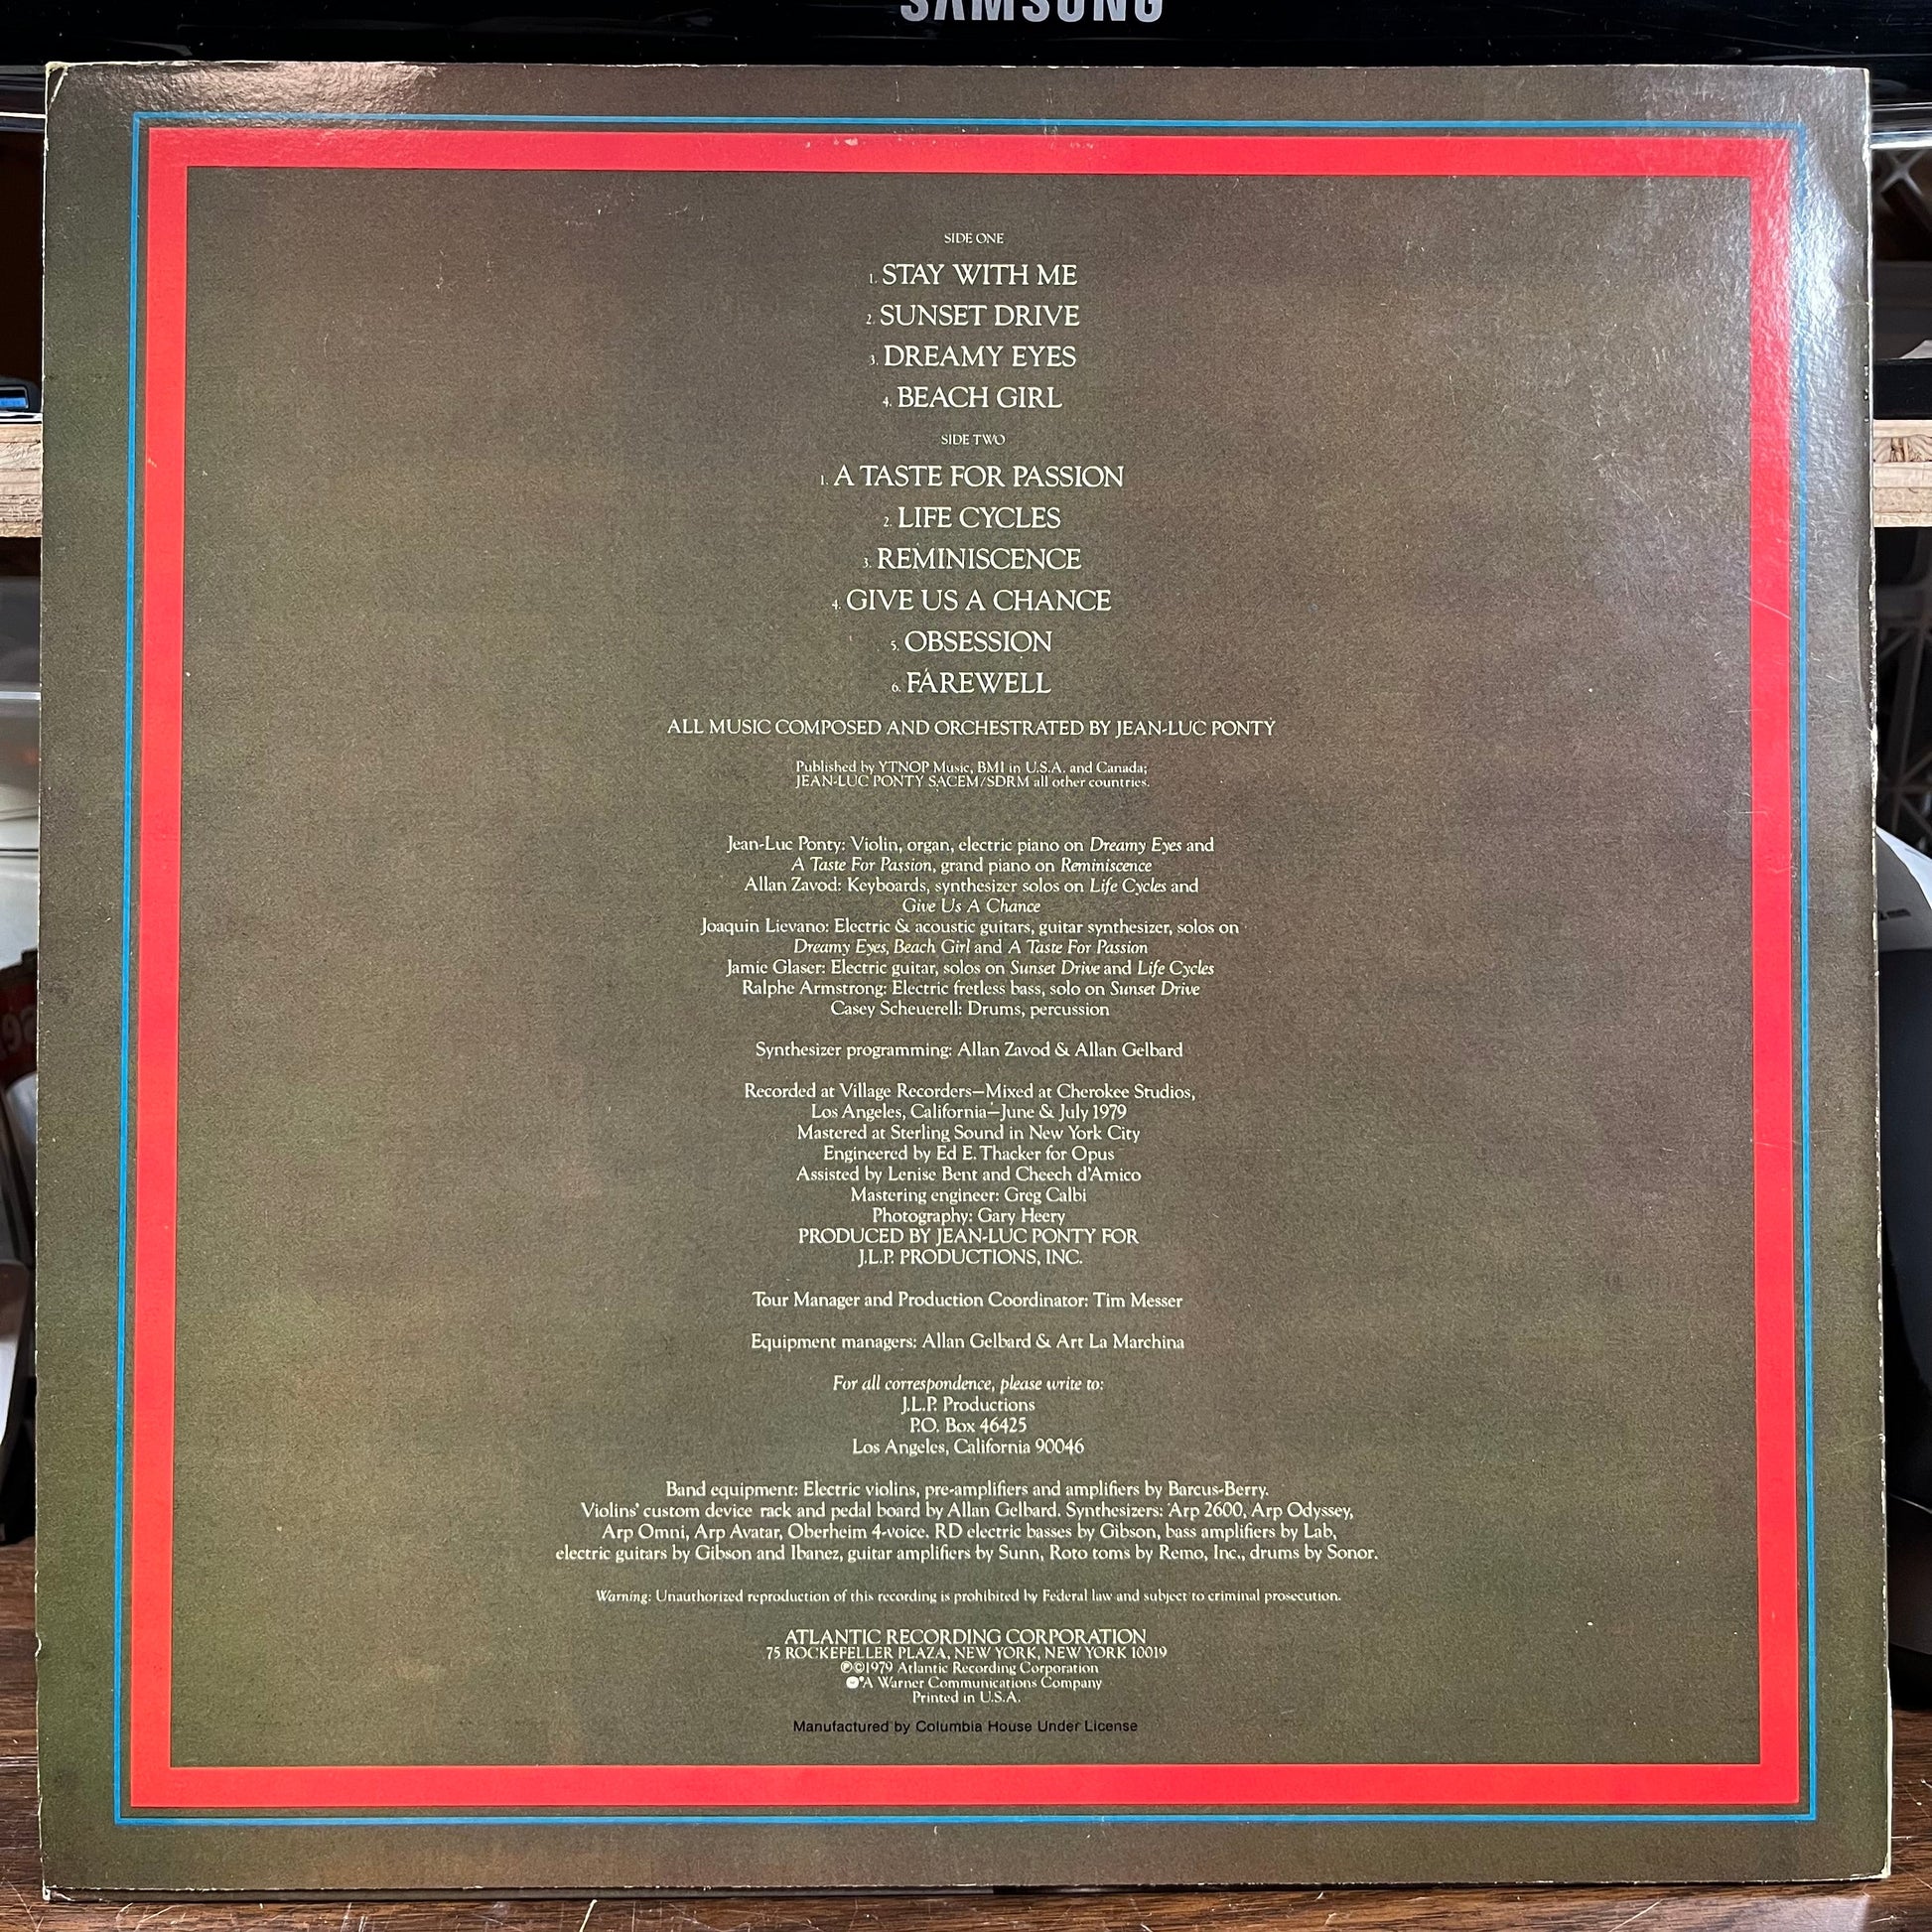 SAMSUNG
SIDE ONE
1. STAY WITH ME
2. SUNSET DRIVE
3. DREAMY EYES
4. BEACH GIRL
SIDE TWO
1. A TASTE FOR PASSION
2. LIFE CYCLES
3. REMINISCENCE
4. GIVE US A CHANCE
5. OBSESSION
6. FAREWELL
ALL MUSIC COMPOSED AND ORCHESTRATED BY JEAN-LUC PONTY
Published by YTNOP Music, BMI in U.S.A. and Canada;
JEAN-LUC PONTY SACEM/SDRM all other countries.
Jean-Luc Ponty: Violin, organ, electric piano on Dreamy Eyes and
A Taste For Passion, grand piano on Reminiscence
Allan Zavod: Keyboards, synthesizer solos on Life Cycles and
Give Us A Chance
Joaquin Lievano: Electric & acoustic guitars, guitar synthesizer, solos on
Dreamy Eyes, Beach Girl and A Taste For Passion
Jamie Glaser: Electric guitar, solos on Sunset Drive and Life Cycles
Ralphe Armstrong: Electric fretless bass, solo on Sunset Drive
Casey Scheuerell: Drums, percussion
Synthesizer programming: Allan Zavod & Allan Gelbard
Recorded at Village Recorders—Mixed at Cherokee Studios,
Los Angeles, California—June & July 1979
Mastered at Sterling Sound in New York City
Engineered by Ed E. Thacker for Opus
Assisted by Lenise Bent and Cheech d'Amico
Mastering engineer: Greg Calbi
Photography: Gary Heery
PRODUCED BY JEAN-LUC PONTY FOR
J.L.P. PRODUCTIONS, INC.
Tour Manager and Production Coordinator: Tim Messer
Equipment managers: Allan Gelbard & Art La Marchina
For all correspondence, please write to:
J.L.P. Productions
P.O. Box 46425
Los Angeles, California 90046
Band equipment: Electric violins, pre-amplifiers and amplifiers by Barcus-Berry.
Violins' custom device rack and pedal board by Allan Gelbard. Synthesizers: Arp 2600, Arp Odyssey,
Arp Omni, Arp Avatar, Oberheim 4-voice. RD electric basses by Gibson, bass amplifiers by Lab,
electric guitars by Gibson and Ibanez, guitar amplifiers by Sunn, Roto toms by Remo, Inc., drums by Sonor.
Warning: Unauthorized reproduction of this recording is prohibited by Federal law and subject to criminal prosecution.
ATLANTIC RECORDING CORPORATION
75 ROCKEFELLER PLAZA, NEW YORK, NEW YORK 10019
℗©1979 Atlantic Recording Corporation
A Warner Communications Company
Printed in U.S.A.
Manufactured by Columbia House Under License